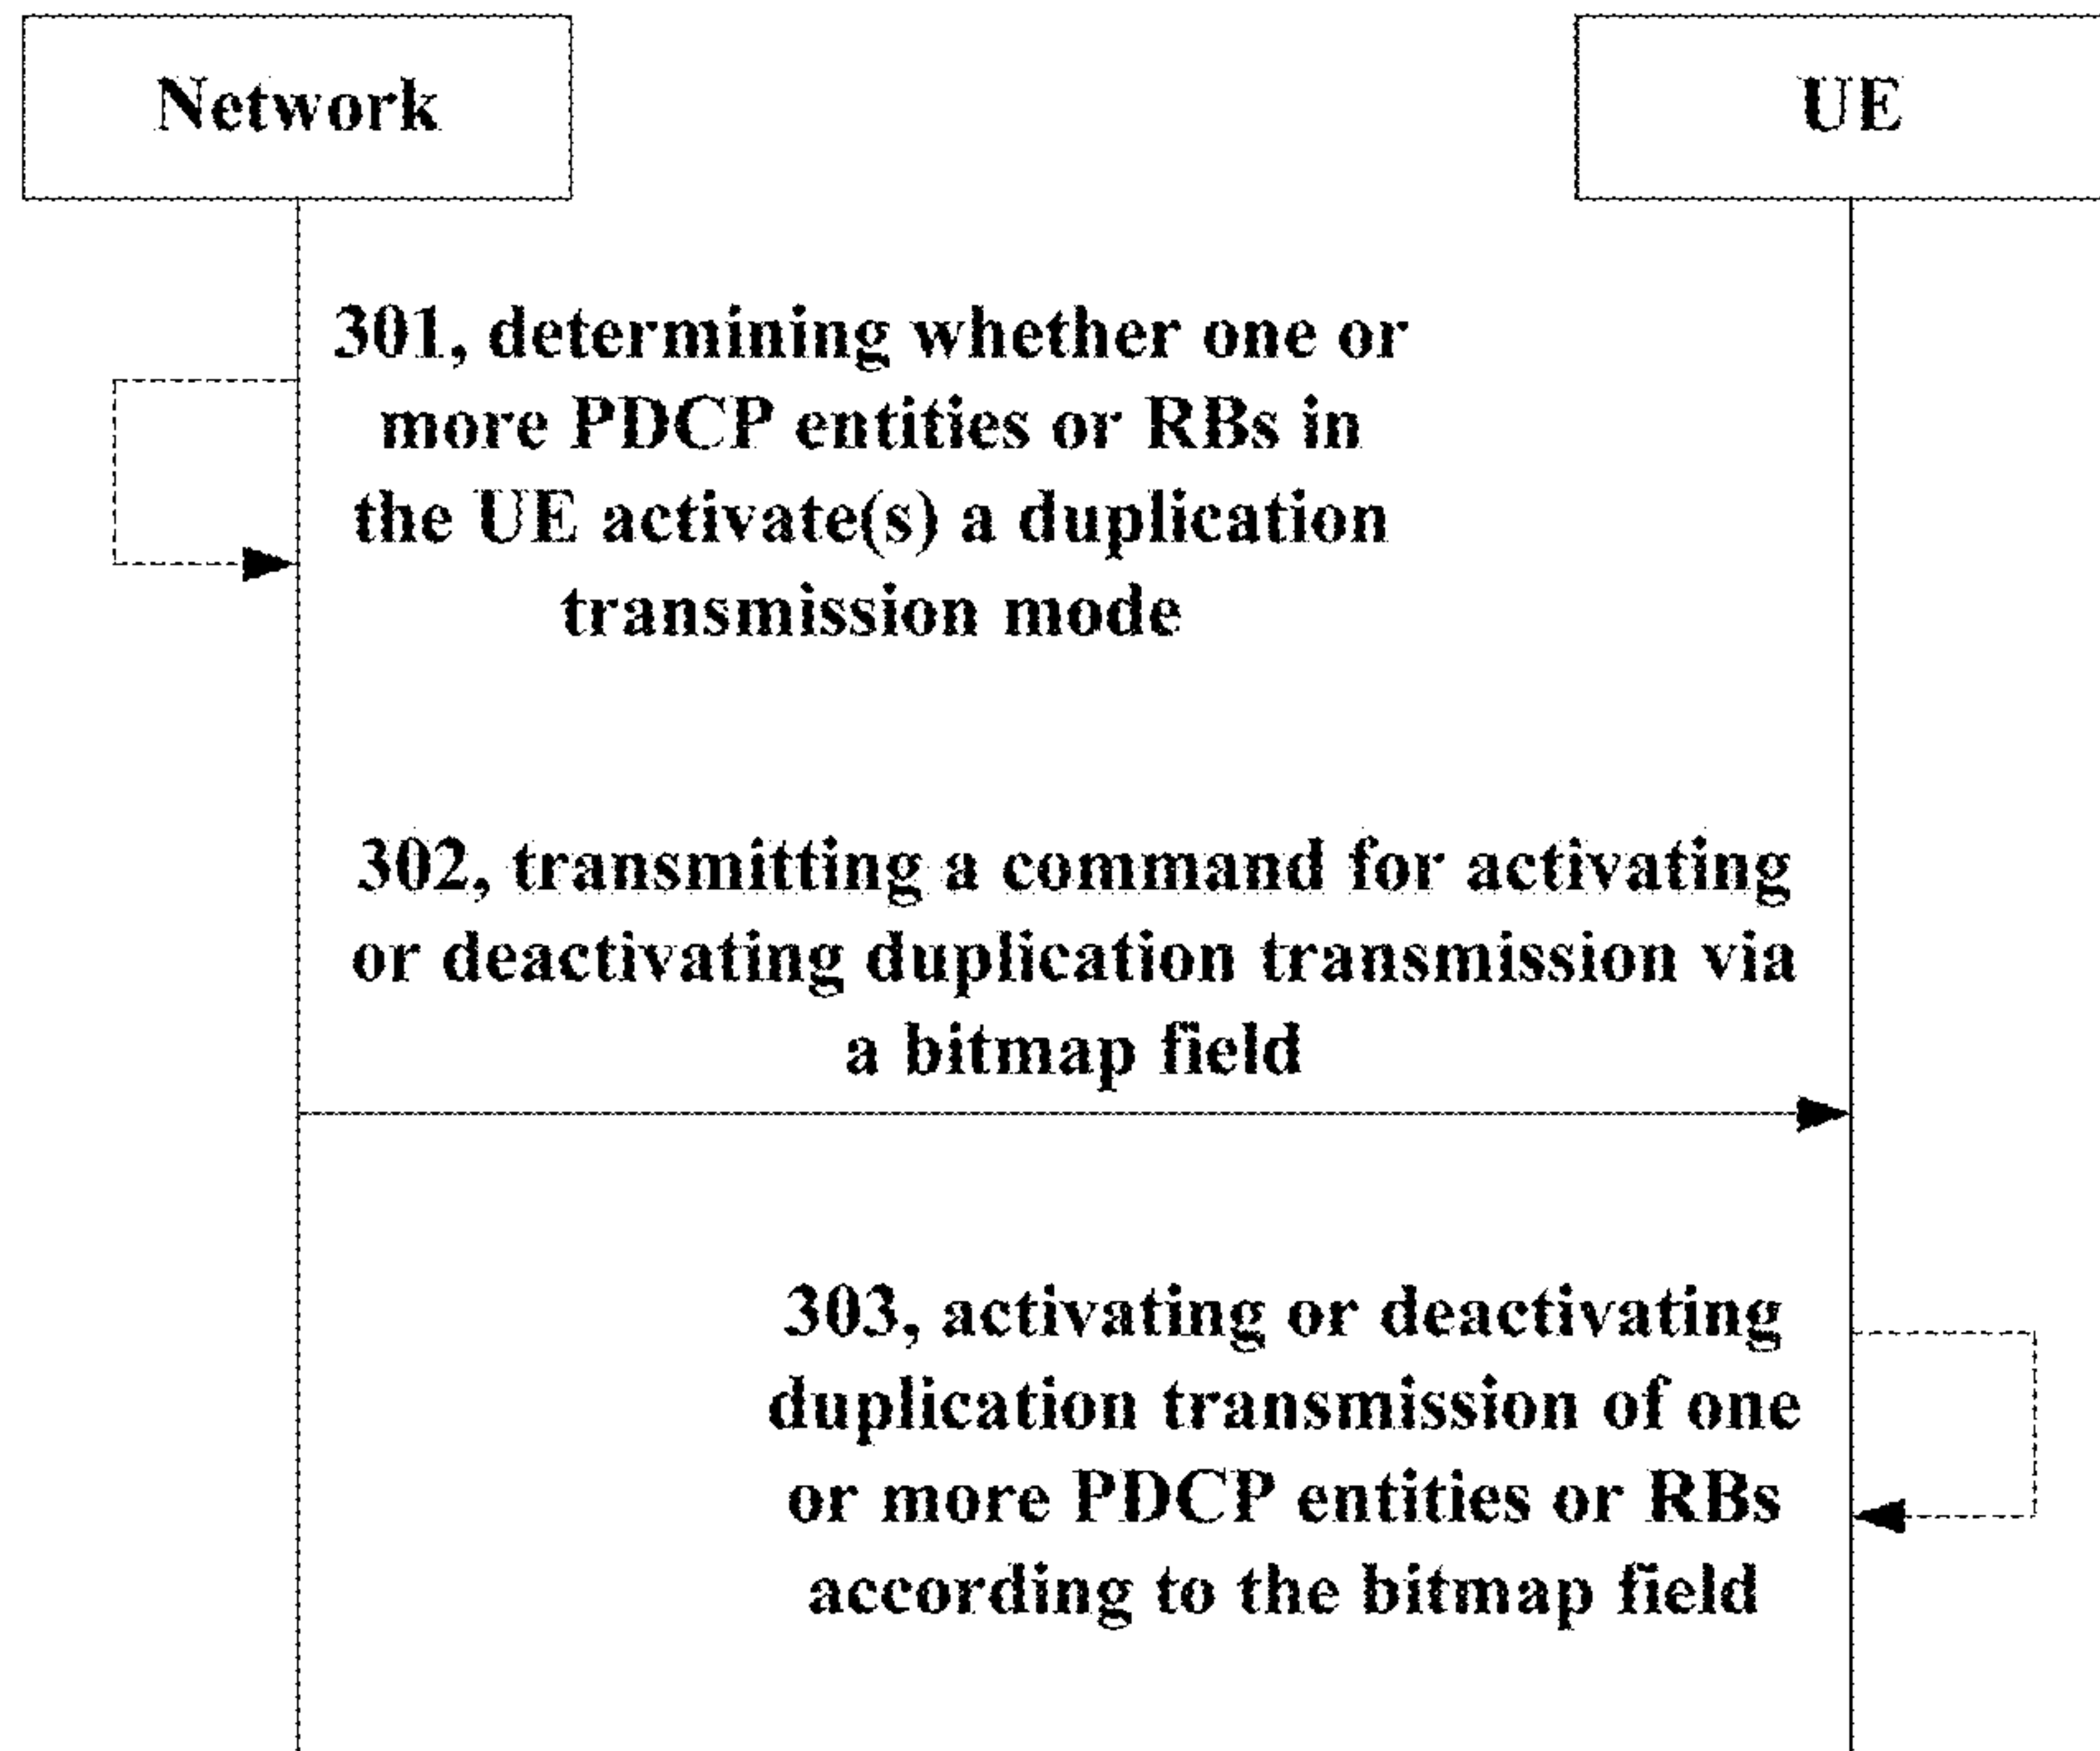 Network
UE
301, determining whether one or
more PDCP entities or RBs in
the UE activate(s) a duplication
transmission mode
302, transmitting a command for activating
or deactivating duplication transmission via
a bitmap field
303, activating or deactivating
duplication transmission of one
or more PDCP entities or RBs
according to the bitmap field